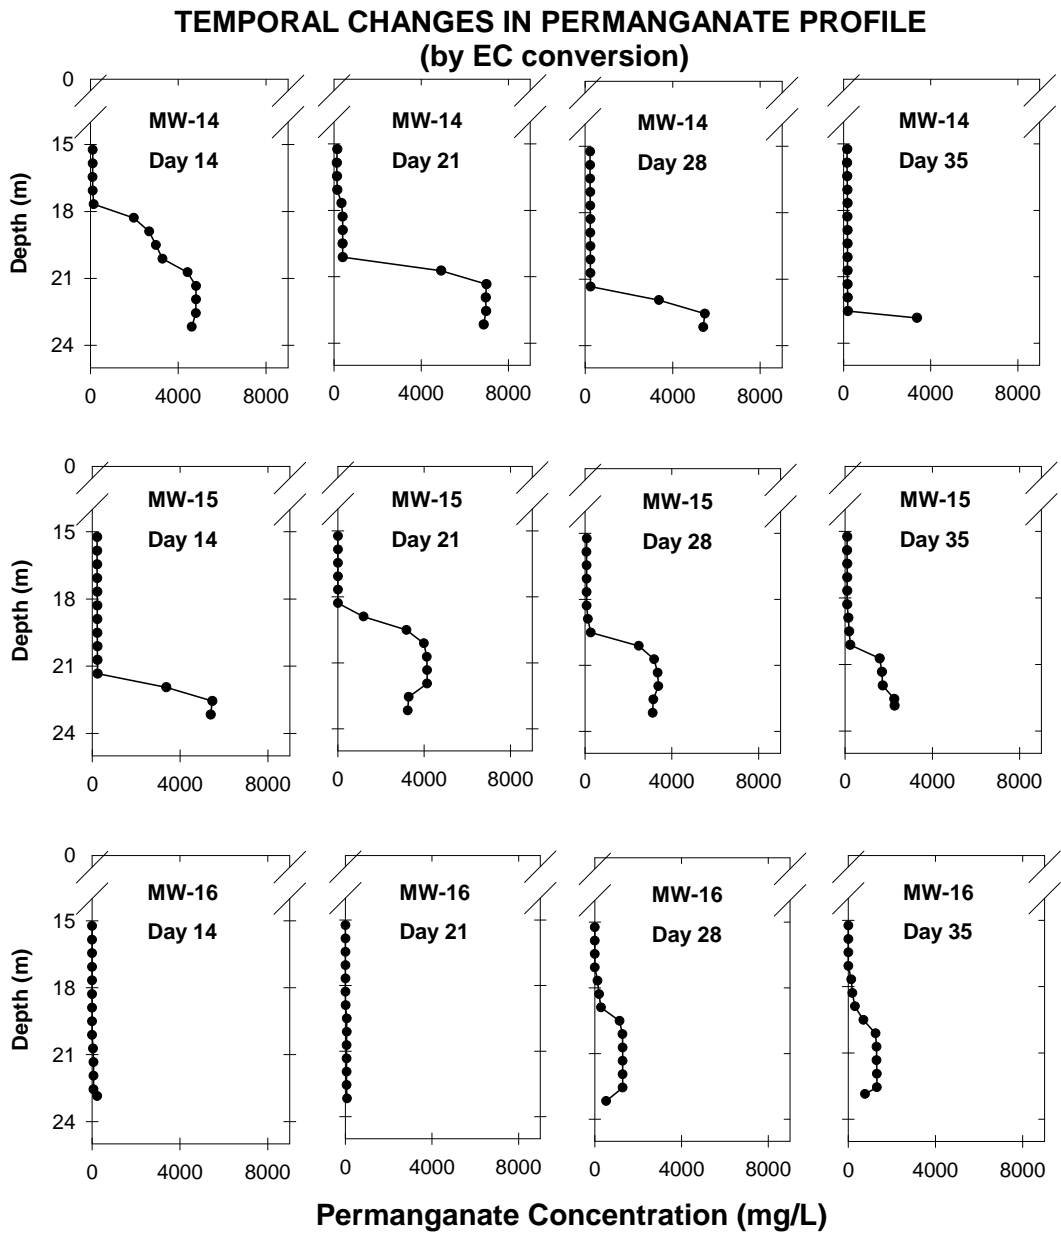 TEMPORAL CHANGES IN PERMANGANATE PROFILE
(by EC conversion)
0
15
18
21
24
Depth (m)
MW-14
Day 14
0 4000 8000
MW-14
Day 21
0 4000 8000
MW-14
Day 28
0 4000 8000
MW-14
Day 35
0 4000 8000
0
15
18
21
24
Depth (m)
MW-15
Day 14
0 4000 8000
MW-15
Day 21
0 4000 8000
MW-15
Day 28
0 4000 8000
MW-15
Day 35
0 4000 8000
0
15
18
21
24
Depth (m)
MW-16
Day 14
0 4000 8000
MW-16
Day 21
0 4000 8000
MW-16
Day 28
0 4000 8000
MW-16
Day 35
0 4000 8000
Permanganate Concentration (mg/L)